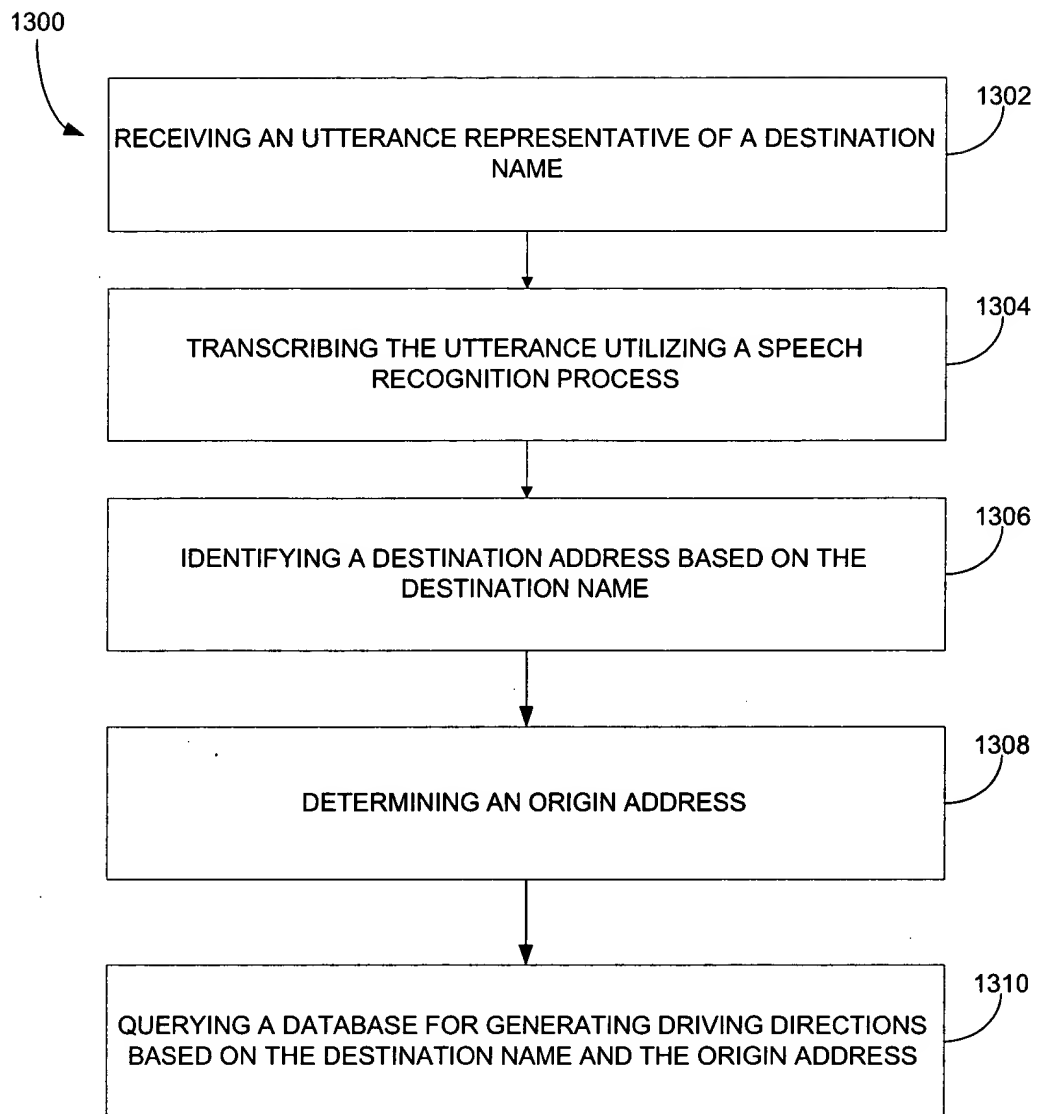 1300
1302
RECEIVING AN UTTERANCE REPRESENTATIVE OF A DESTINATION
NAME
1304
TRANSCRIBING THE UTTERANCE UTILIZING A SPEECH
RECOGNITION PROCESS
1306
IDENTIFYING A DESTINATION ADDRESS BASED ON THE
DESTINATION NAME
1308
DETERMINING AN ORIGIN ADDRESS
1310
QUERYING A DATABASE FOR GENERATING DRIVING DIRECTIONS
BASED ON THE DESTINATION NAME AND THE ORIGIN ADDRESS